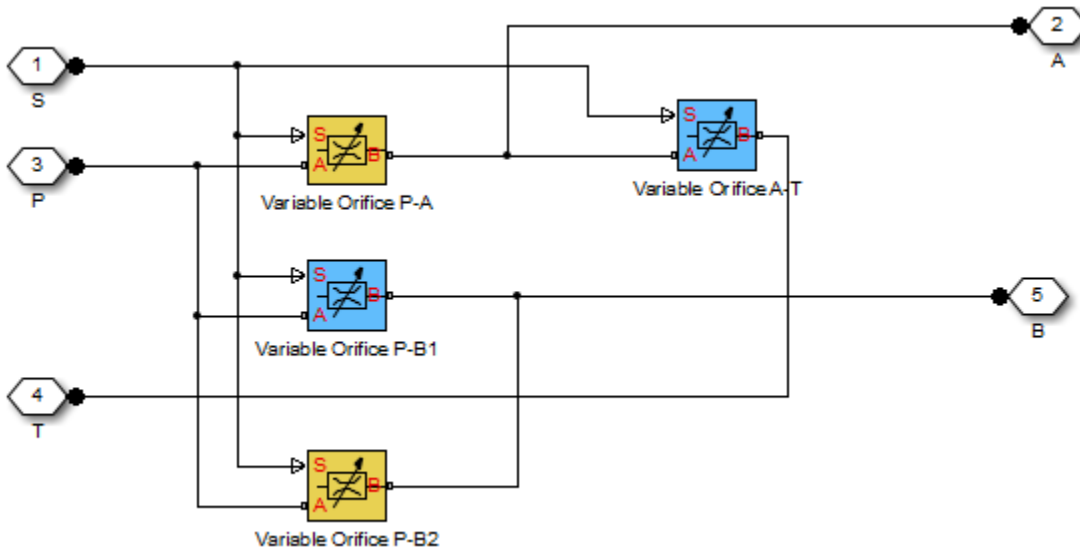 2
A
1
S
S
A
B
Variable Orifice A-T
S
A
B
Variable Orifice P-A
3
P
S
A
B
Variable Orifice P-B1
5
B
4
T
S
A
B
Variable Orifice P-B2